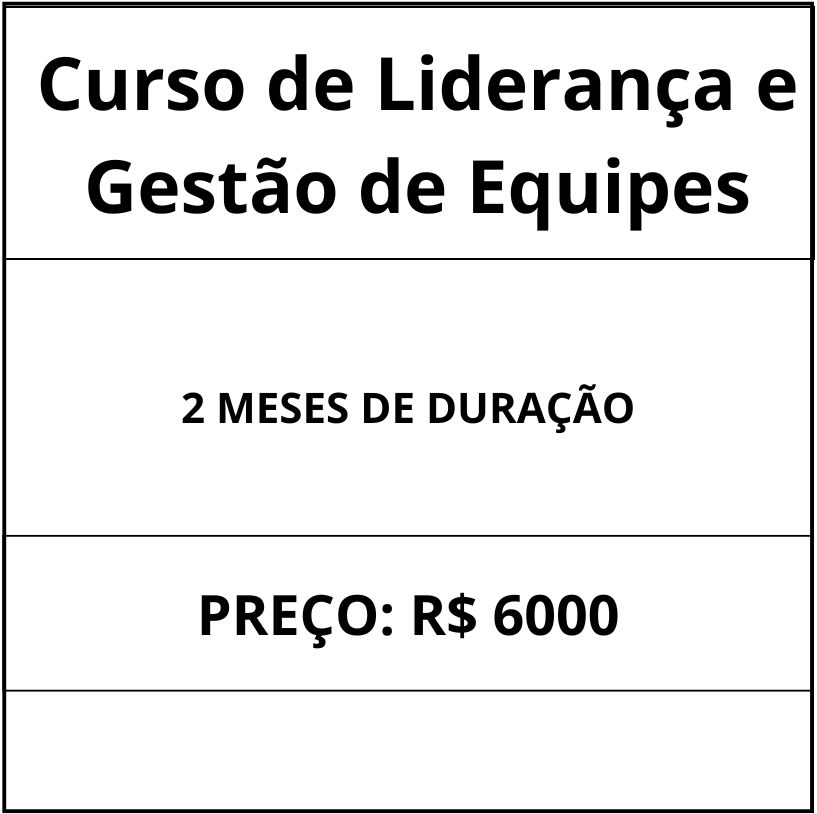 Curso de Liderança e
Gestão de Equipes
2 MESES DE DURAÇÃO
PREÇO: R$ 6000